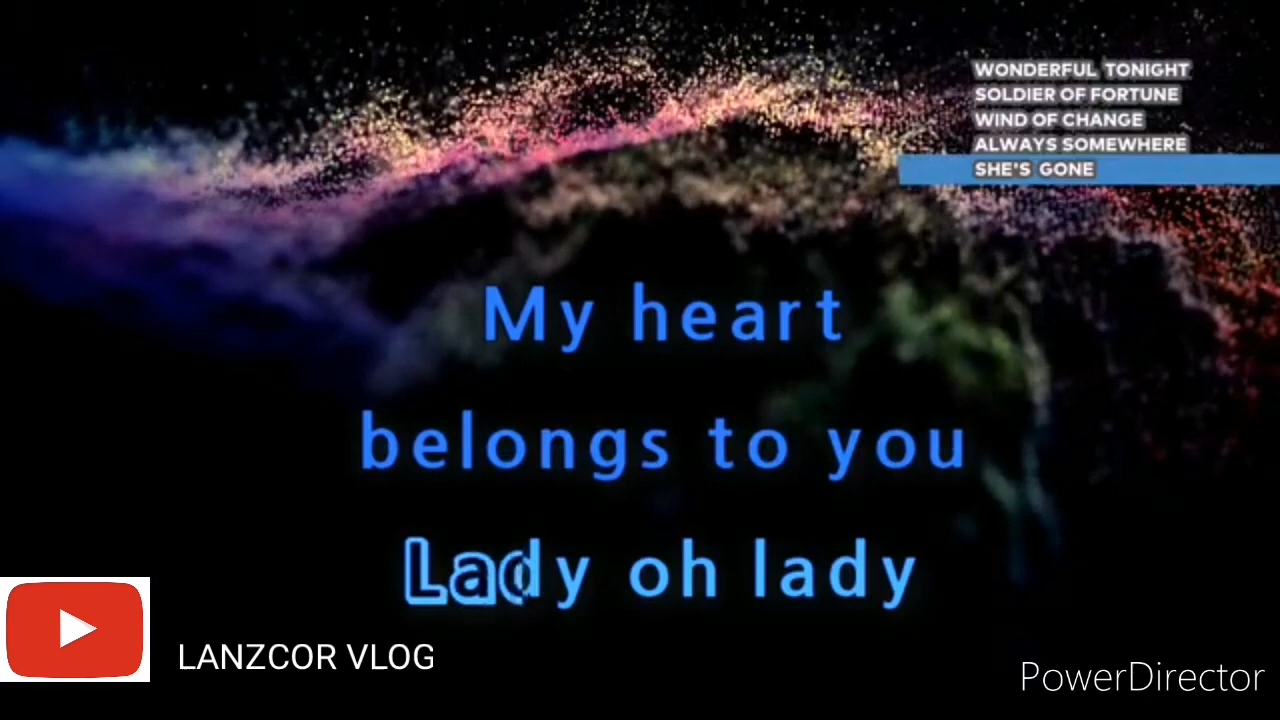 WONDERFUL TONIGHT
SOLDIER OF FORTUNE
WIND OF CHANGE
ALWAYS SOMEWHERE
SHE'S GONE
My heart
belongs to you
Lady oh lady
LANZCOR VLOG
PowerDirector